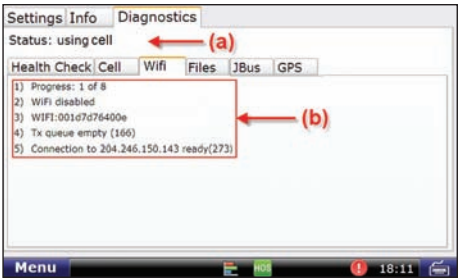 Settings Info Diagnostics
Status: using cell (a)
Health Check Cell Wifi Files JBus GPS
1) Progress: 1 of 8
2) WiFi disabled
3) WIFI:001d7d76400e
4) Tx queue empty (166)
5) Connection to 204.246.150.143 ready(273)
(b)
Menu HOS 18:11